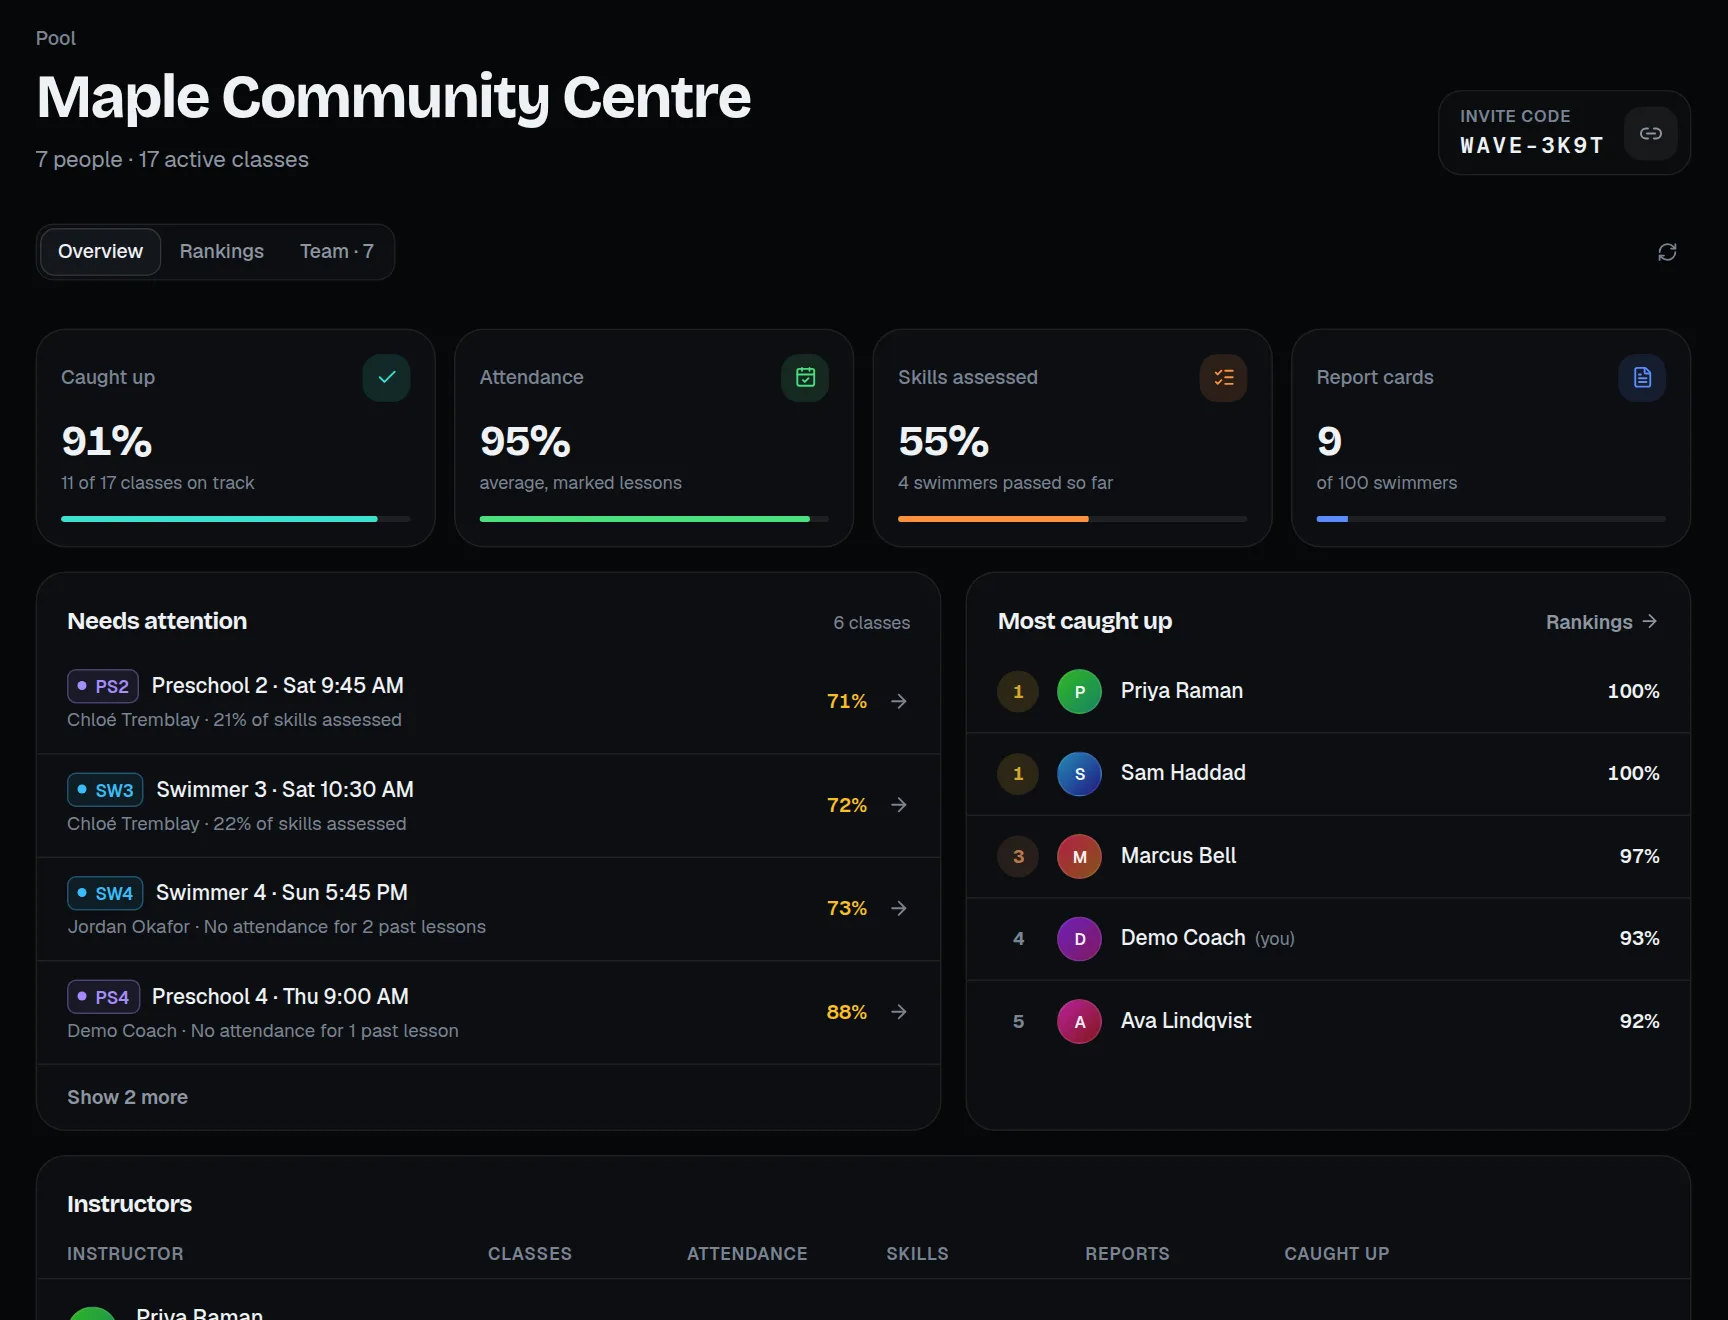 Pool
Maple Community Centre
7 people · 17 active classes
INVITE CODE
WAVE-3K9T
Overview
Rankings
Team · 7
Caught up
91%
11 of 17 classes on track
Attendance
95%
average, marked lessons
Skills assessed
55%
4 swimmers passed so far
Report cards
9
of 100 swimmers
Needs attention
6 classes
PS2 Preschool 2 · Sat 9:45 AM
Chloé Tremblay · 21% of skills assessed
71%
SW3 Swimmer 3 · Sat 10:30 AM
Chloé Tremblay · 22% of skills assessed
72%
SW4 Swimmer 4 · Sun 5:45 PM
Jordan Okafor · No attendance for 2 past lessons
73%
PS4 Preschool 4 · Thu 9:00 AM
Demo Coach · No attendance for 1 past lesson
88%
Show 2 more
Most caught up
Rankings →
1 P Priya Raman 100%
1 S Sam Haddad 100%
3 M Marcus Bell 97%
4 D Demo Coach (you) 93%
5 A Ava Lindqvist 92%
Instructors
INSTRUCTOR CLASSES ATTENDANCE SKILLS REPORTS CAUGHT UP
Priya Raman